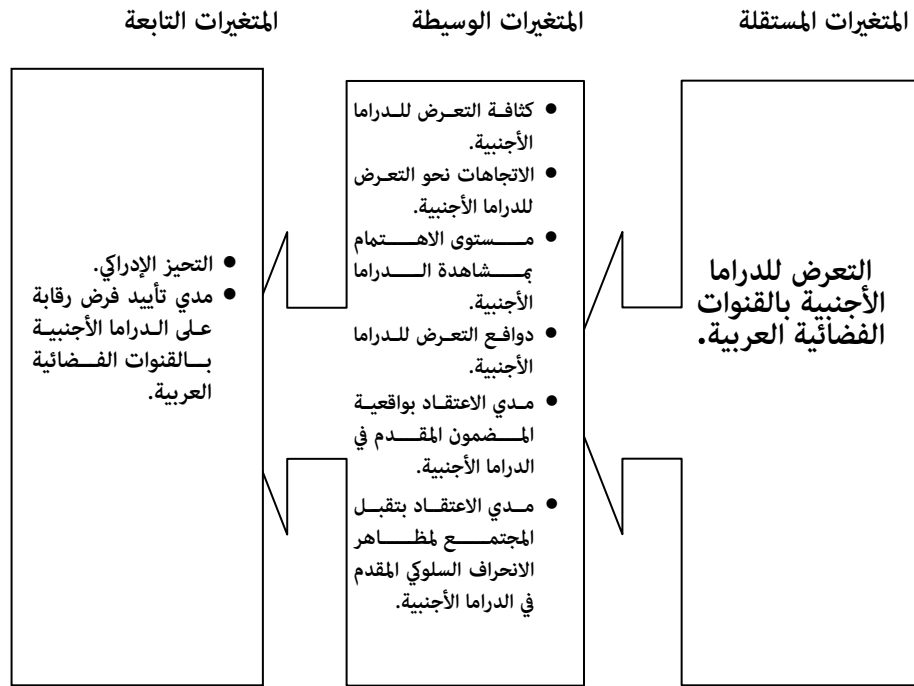 المتغيرات المستقلة
المتغيرات الوسيطة
المتغيرات التابعة
التعرض للدراما
الأجنبية بالقنوات
الفضائية العربية.
● كثافة التعرض للدراما
الأجنبية.
● الاتجاهات نحو التعرض
للدراما الأجنبية.
● مستوى الاهتمام
بمشاهدة الدراما
الأجنبية.
● دوافع التعرض للدراما
الأجنبية.
● مدي الاعتقاد بواقعية
المضمون المقدم في
الدراما الأجنبية.
● مدي الاعتقاد بتقبل
المجتمع لمظاهر
الانحراف السلوكي المقدم
في الدراما الأجنبية.
● التحيز الإدراكي.
● مدي تأييد فرض رقابة
على الدراما الأجنبية
بالقنوات الفضائية
العربية.